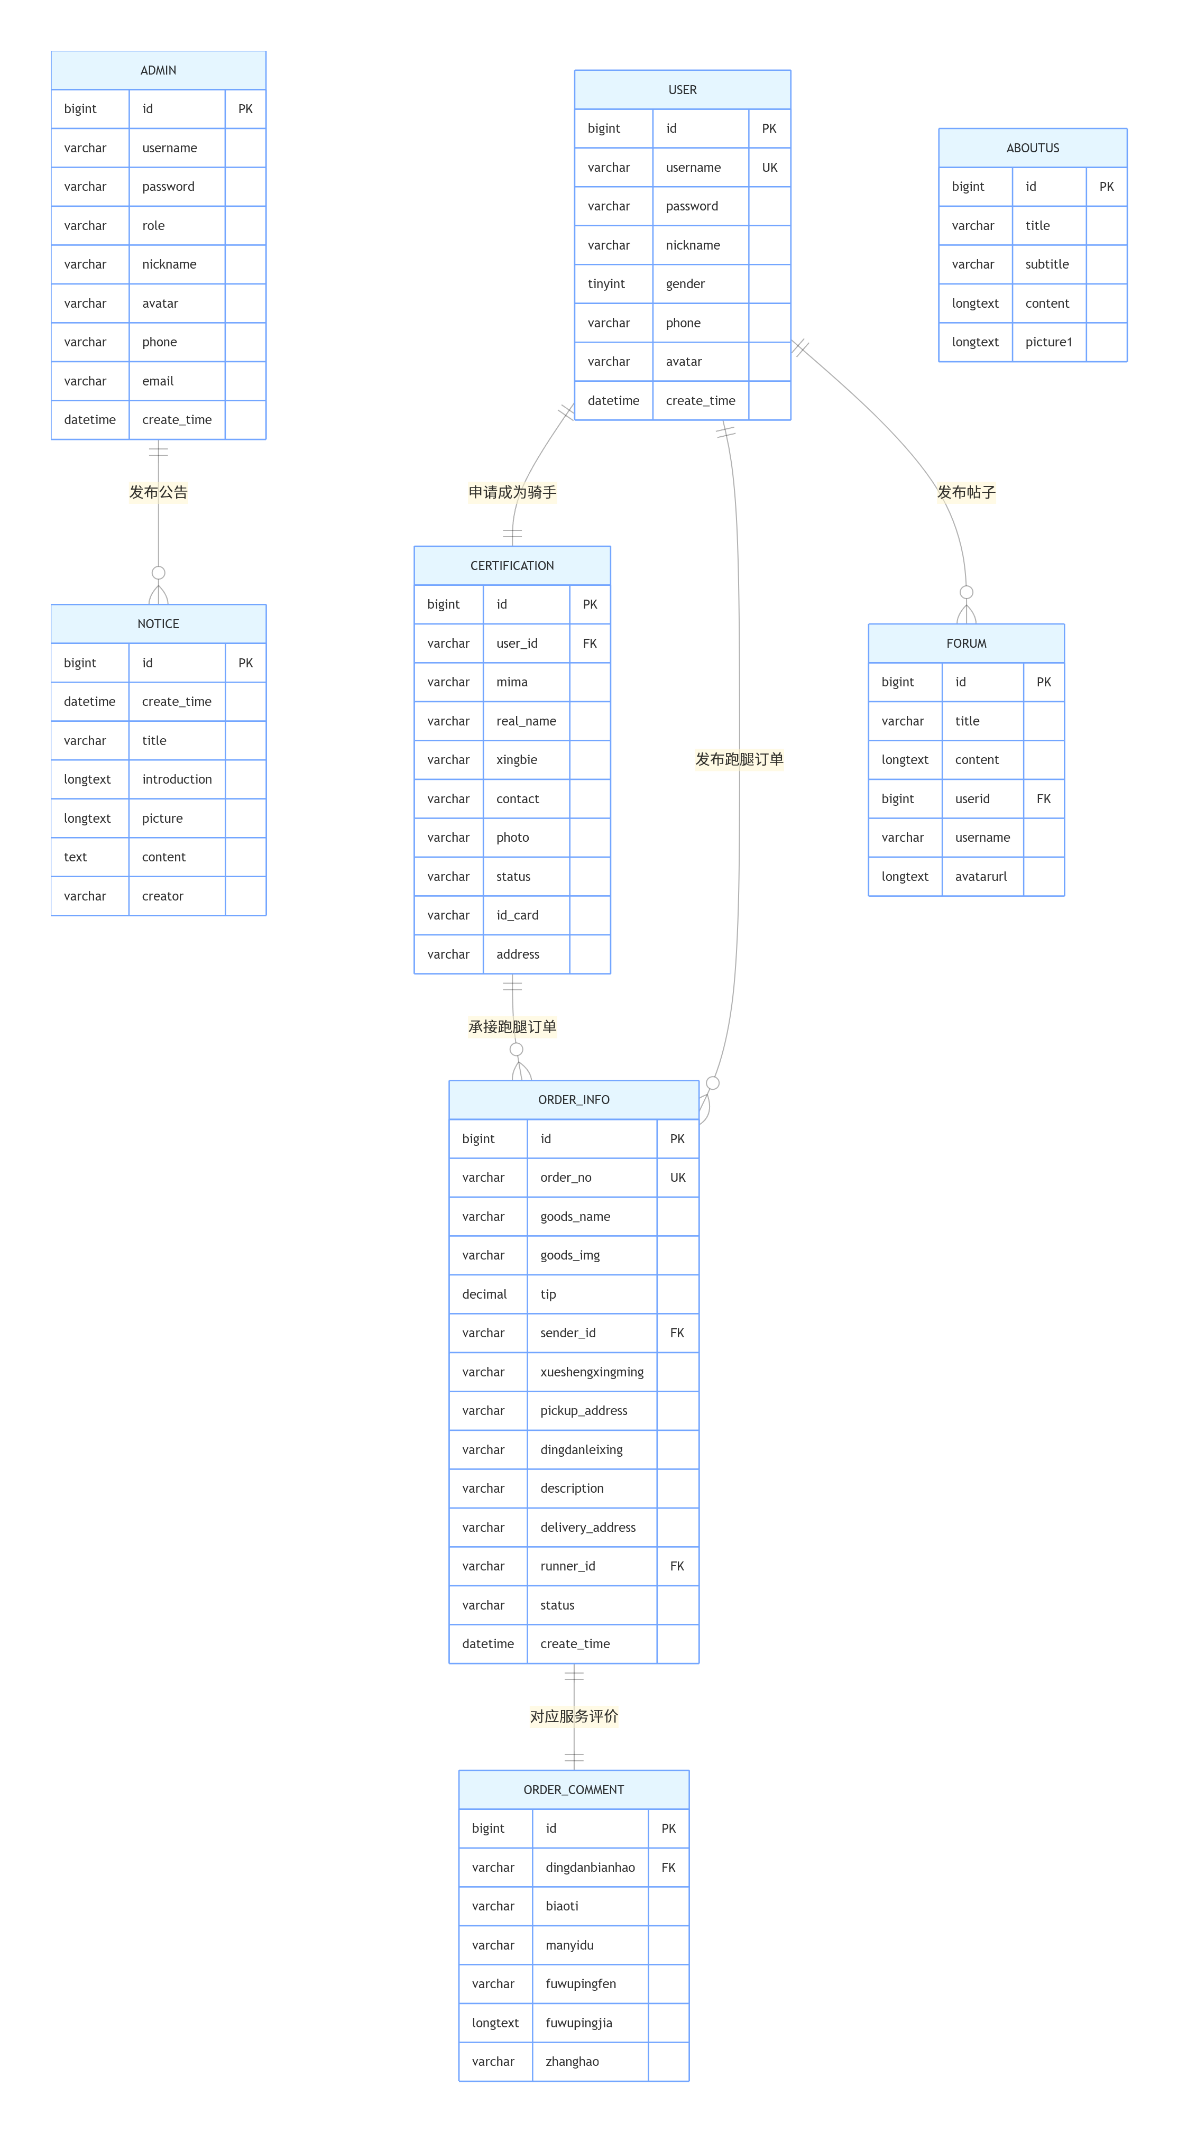 ADMIN
bigint id PK
varchar username
varchar password
varchar role
varchar nickname
varchar avatar
varchar phone
varchar email
datetime create_time
USER
bigint id PK
varchar username UK
varchar password
varchar nickname
tinyint gender
varchar phone
varchar avatar
datetime create_time
ABOUTUS
bigint id PK
varchar title
varchar subtitle
longtext content
longtext picture1
发布公告
申请成为骑手
发布帖子
NOTICE
bigint id PK
datetime create_time
varchar title
longtext introduction
longtext picture
text content
varchar creator
CERTIFICATION
bigint id PK
varchar user_id FK
varchar mima
varchar real_name
varchar xingbie
varchar contact
varchar photo
varchar status
varchar id_card
varchar address
发布跑腿订单
FORUM
bigint id PK
varchar title
longtext content
bigint userid FK
varchar username
longtext avatarurl
承接跑腿订单
ORDER_INFO
bigint id PK
varchar order_no UK
varchar goods_name
varchar goods_img
decimal tip
varchar sender_id FK
varchar xueshengxingming
varchar pickup_address
varchar dingdanleixing
varchar description
varchar delivery_address
varchar runner_id FK
varchar status
datetime create_time
对应服务评价
ORDER_COMMENT
bigint id PK
varchar dingdanbianhao FK
varchar biaoti
varchar manyidu
varchar fuwupingfen
longtext fuwupingjia
varchar zhanghao